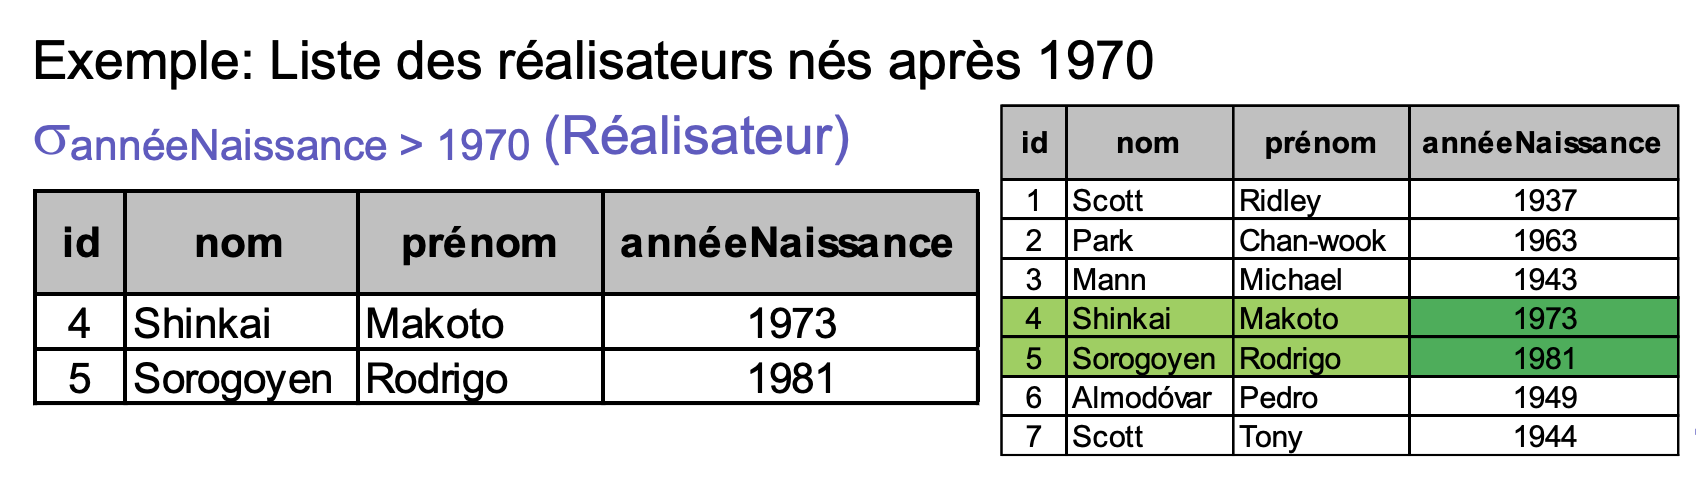 Exemple: Liste des réalisateurs nés après 1970
σannéeNaissance > 1970 (Réalisateur)
id nom prénom annéeNaissance
4 Shinkai Makoto 1973
5 Sorogoyen Rodrigo 1981
id nom prénom annéeNaissance
1 Scott Ridley 1937
2 Park Chan-wook 1963
3 Mann Michael 1943
4 Shinkai Makoto 1973
5 Sorogoyen Rodrigo 1981
6 Almodóvar Pedro 1949
7 Scott Tony 1944